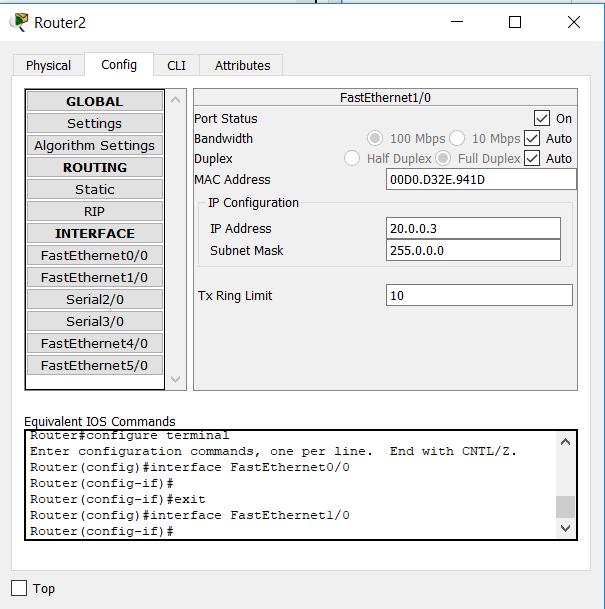 Router2
Physical Config CLI Attributes
GLOBAL
Settings
Algorithm Settings
ROUTING
Static
RIP
INTERFACE
FastEthernet0/0
FastEthernet1/0
Serial2/0
Serial3/0
FastEthernet4/0
FastEthernet5/0
FastEthernet1/0
Port Status On
Bandwidth 100 Mbps 10 Mbps Auto
Duplex Half Duplex Full Duplex Auto
MAC Address 00D0.D32E.941D
IP Configuration
IP Address 20.0.0.3
Subnet Mask 255.0.0.0
Tx Ring Limit 10
Equivalent IOS Commands
Router#configure terminal
Enter configuration commands, one per line. End with CNTL/Z.
Router(config)#interface FastEthernet0/0
Router(config-if)#
Router(config-if)#exit
Router(config)#interface FastEthernet1/0
Router(config-if)#
Top